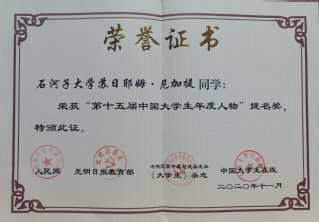 荣誉证书
石河子大学苏日耶姆·见加提同学:
荣获“第十五届中国大学生年度人物”提名奖,
特颁此证。
人民网 光明日报教育部 《大学生》杂志 中国大学生在线
二〇二〇年十一月